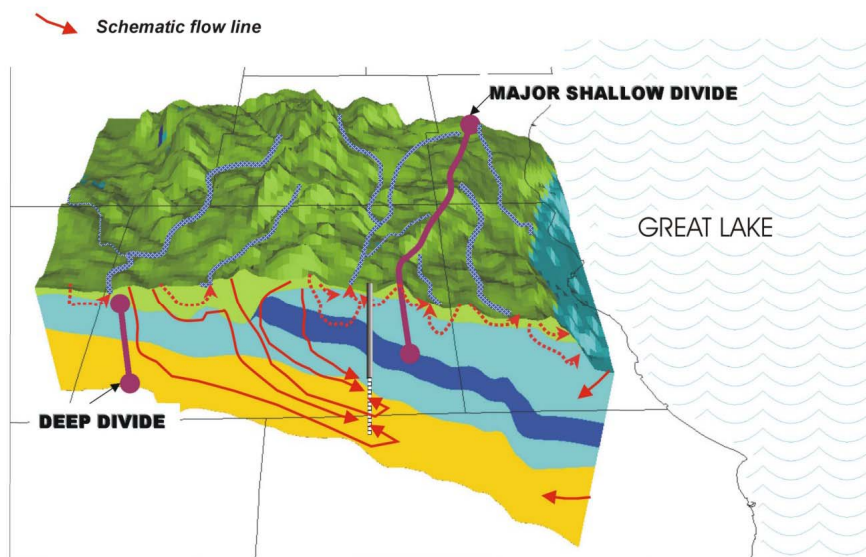 Schematic flow line
MAJOR SHALLOW DIVIDE
GREAT LAKE
DEEP DIVIDE